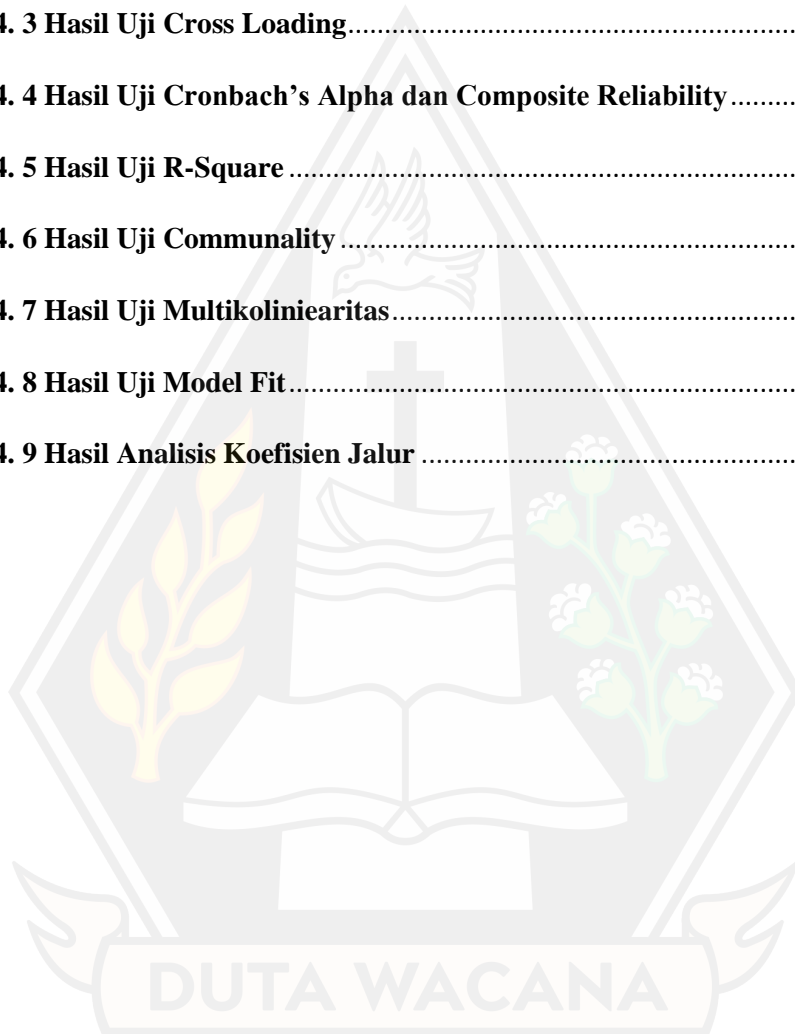 4. 3 Hasil Uji Cross Loading..........................................................
4. 4 Hasil Uji Cronbach’s Alpha dan Composite Reliability.........
4. 5 Hasil Uji R-Square..................................................................
4. 6 Hasil Uji Communality...........................................................
4. 7 Hasil Uji Multikoliniearitas....................................................
4. 8 Hasil Uji Model Fit..................................................................
4. 9 Hasil Analisis Koefisien Jalur................................................
DUTA WACANA